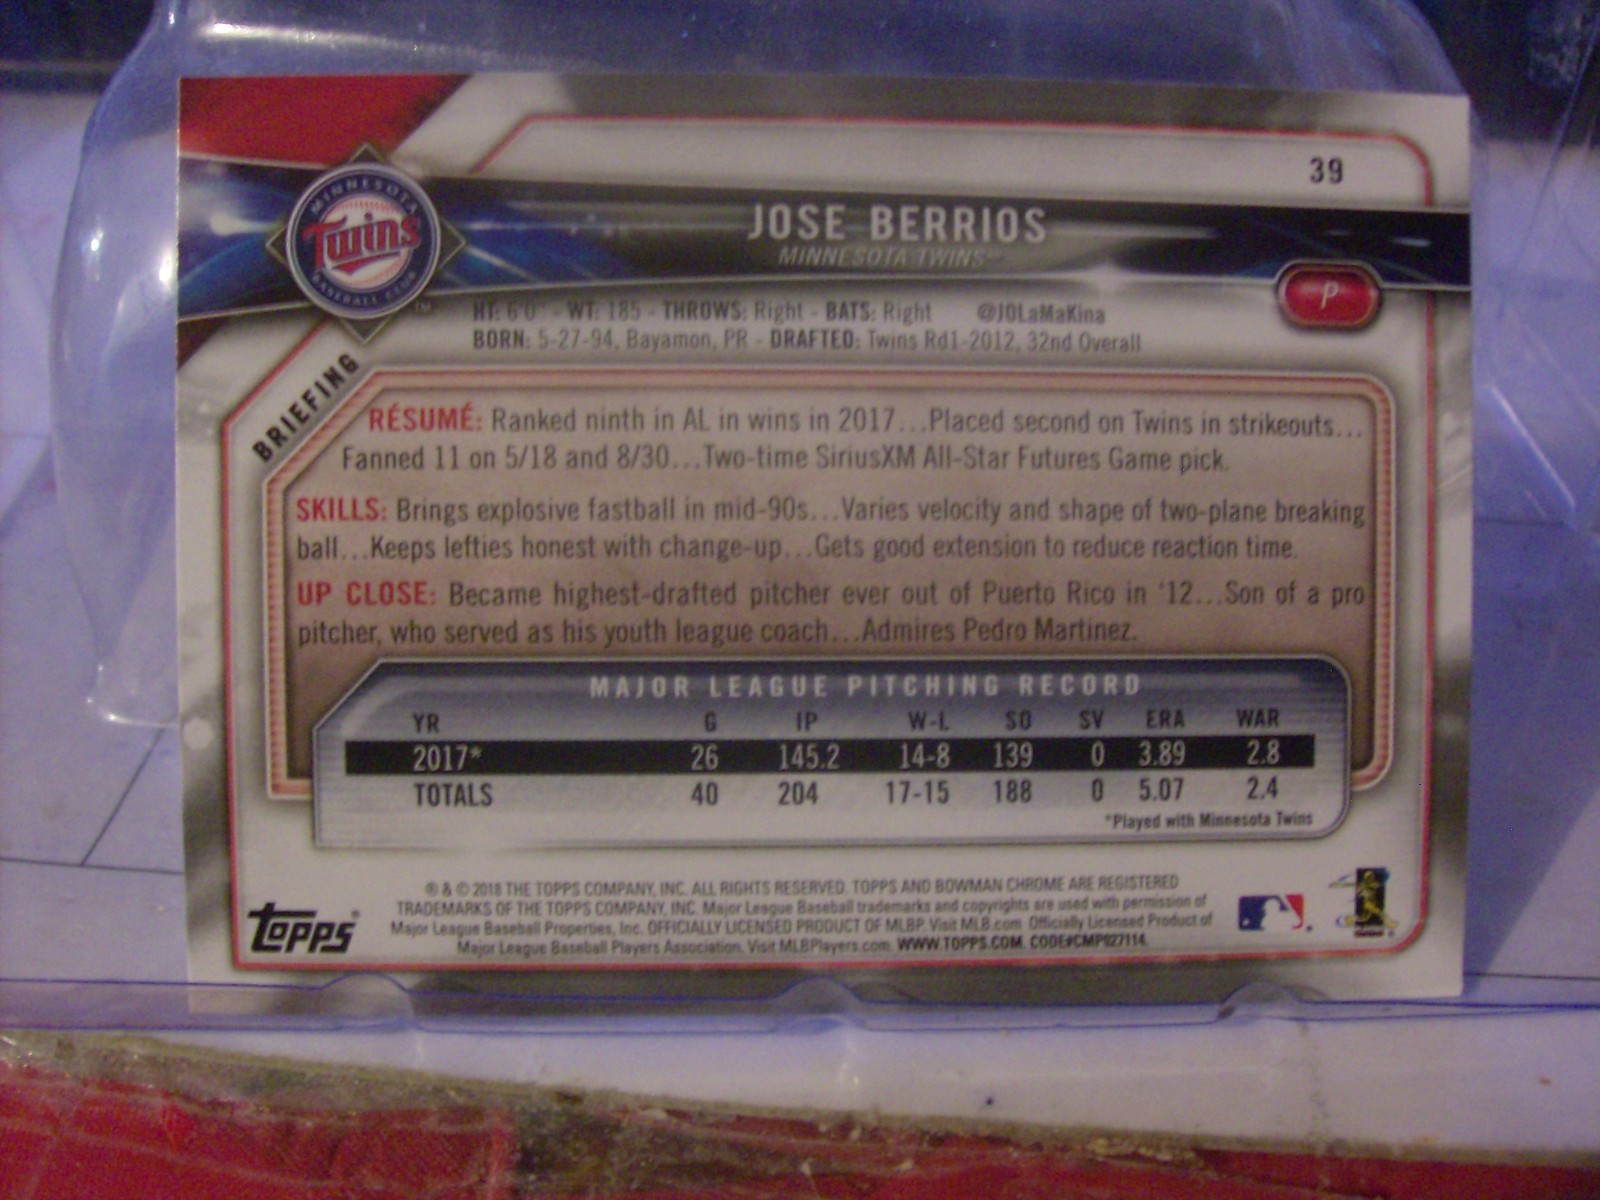 39
MINNESOTA
Twins
BASEBALL CLUB
™
JOSE BERRIOS
MINNESOTA TWINS™
P
HT: 6'0" - WT: 185 - THROWS: Right - BATS: Right @JOLaMaKina
BORN: 5-27-94, Bayamon, PR - DRAFTED: Twins Rd1-2012, 32nd Overall
BRIEFING
RÉSUMÉ: Ranked ninth in AL in wins in 2017...Placed second on Twins in strikeouts...
Fanned 11 on 5/18 and 8/30...Two-time SiriusXM All-Star Futures Game pick.
SKILLS: Brings explosive fastball in mid-90s...Varies velocity and shape of two-plane breaking
ball...Keeps lefties honest with change-up...Gets good extension to reduce reaction time.
UP CLOSE: Became highest-drafted pitcher ever out of Puerto Rico in '12...Son of a pro
pitcher, who served as his youth league coach...Admires Pedro Martinez.
MAJOR LEAGUE PITCHING RECORD
YR G IP W-L SO SV ERA WAR
2017* 26 145.2 14-8 139 0 3.89 2.8
TOTALS 40 204 17-15 188 0 5.07 2.4
*Played with Minnesota Twins
® & © 2018 THE TOPPS COMPANY, INC. ALL RIGHTS RESERVED. TOPPS AND BOWMAN CHROME ARE REGISTERED
TRADEMARKS OF THE TOPPS COMPANY, INC. Major League Baseball trademarks and copyrights are used with permission of
Major League Baseball Properties, Inc. OFFICIALLY LICENSED PRODUCT OF MLBP. Visit MLB.com Officially Licensed Product of
Major League Baseball Players Association. Visit MLBPlayers.com. WWW.TOPPS.COM. CODE#CMP027114.
topps®